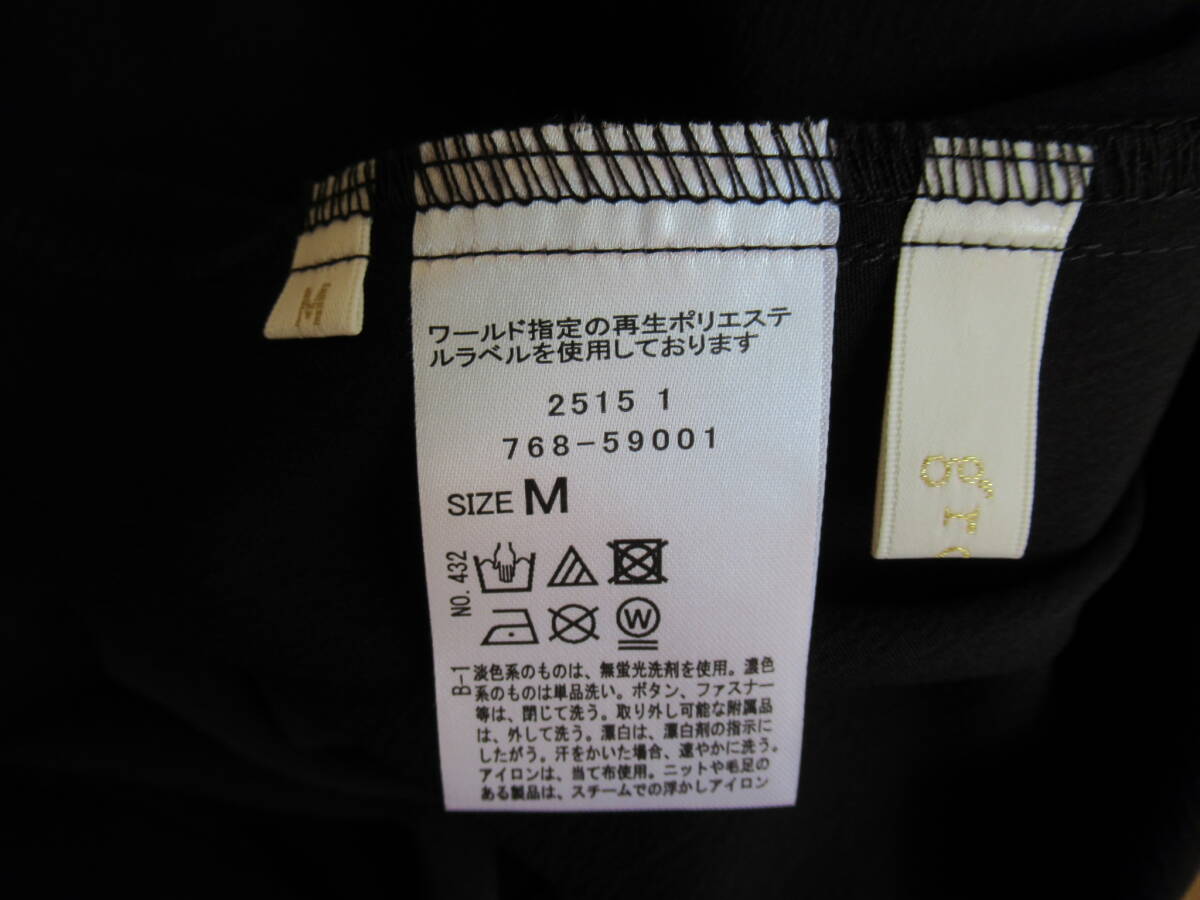 ワールド指定の再生ポリエステ
ルラベルを使用しております
2515 1
768-59001
SIZE M
NO. 432
W
B-1
淡色系のものは、無蛍光洗剤を使用。濃色
系のものは単品洗い。ボタン、ファスナー
等は、閉じて洗う。取り外し可能な附属品
は、外して洗う。漂白は、漂白剤の指示に
したがう。汗をかいた場合、速やかに洗う。
アイロンは、当て布使用。ニットや毛足の
ある製品は、スチームでの浮かしアイロン
gr